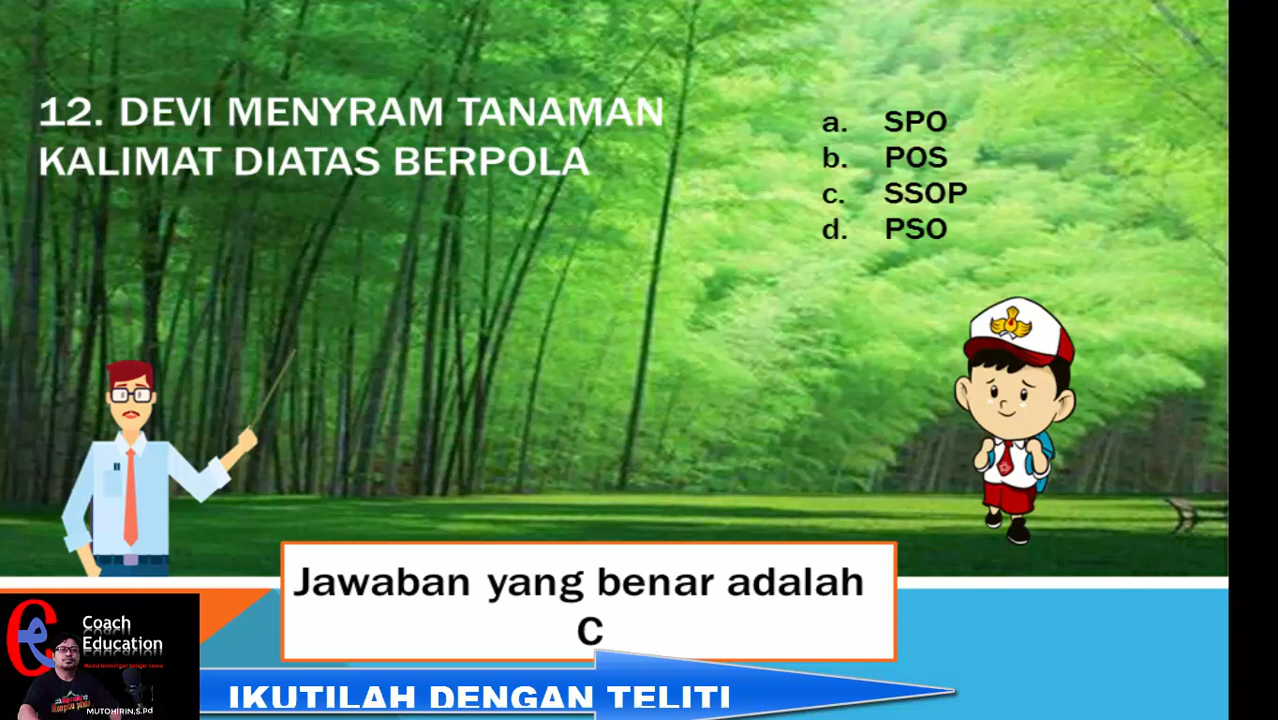 12. DEVI MENYRAM TANAMAN
KALIMAT DIATAS BERPOLA
a. SPO
b. POS
c. SSOP
d. PSO
Jawaban yang benar adalah
C
Coach
Education
MUTOHIRIN,S.Pd
IKUTILAH DENGAN TELITI